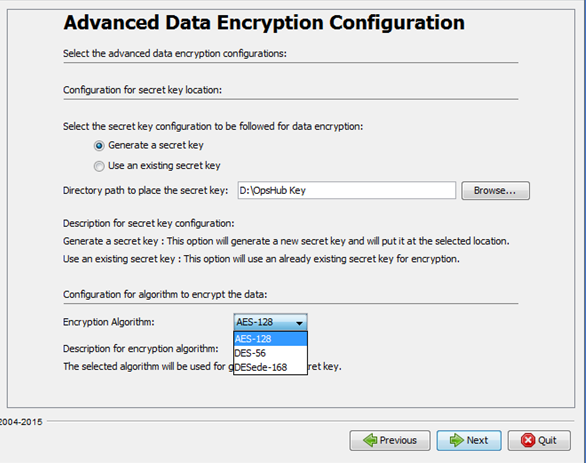 Advanced Data Encryption Configuration
Select the advanced data encryption configurations:
Configuration for secret key location:
Select the secret key configuration to be followed for data encryption:
Generate a secret key
Use an existing secret key
Directory path to place the secret key: D:\OpsHub Key Browse...
Description for secret key configuration:
Generate a secret key : This option will generate a new secret key and will put it at the selected location.
Use an existing secret key : This option will use an already existing secret key for encryption.
Configuration for algorithm to encrypt the data:
Encryption Algorithm: AES-128
AES-128
DES-56
DESede-168
Description for encryption algorithm:
The selected algorithm will be used for ret key.
2004-2015
Previous Next Quit